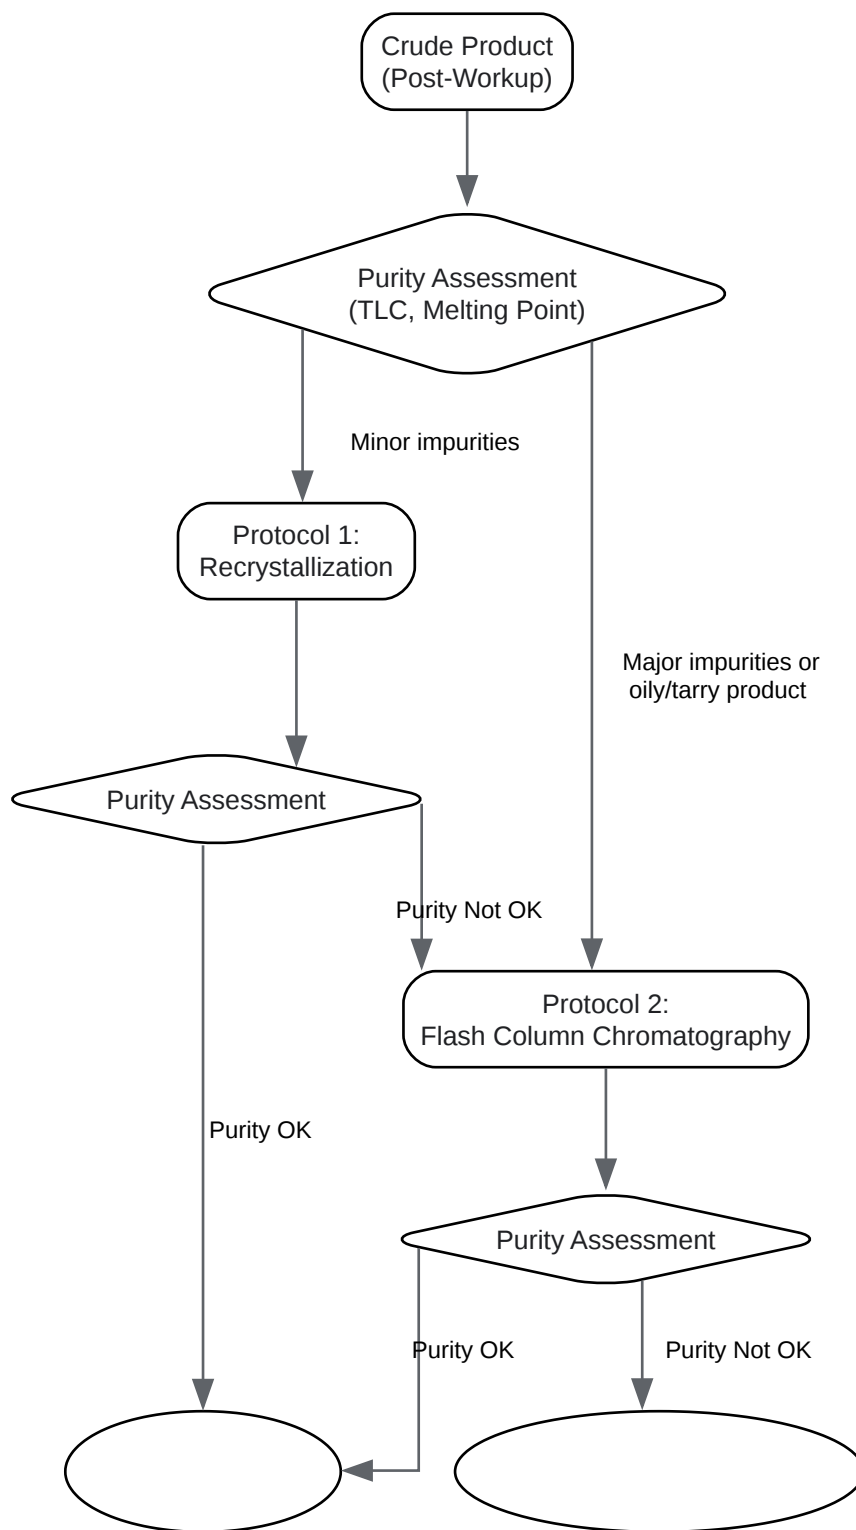 Crude Product
(Post-Workup)
Purity Assessment
(TLC, Melting Point)
Minor impurities
Protocol 1:
Recrystallization
Major impurities or
oily/tarry product
Purity Assessment
Purity Not OK
Protocol 2:
Flash Column Chromatography
Purity OK
Purity Assessment
Purity OK
Purity Not OK